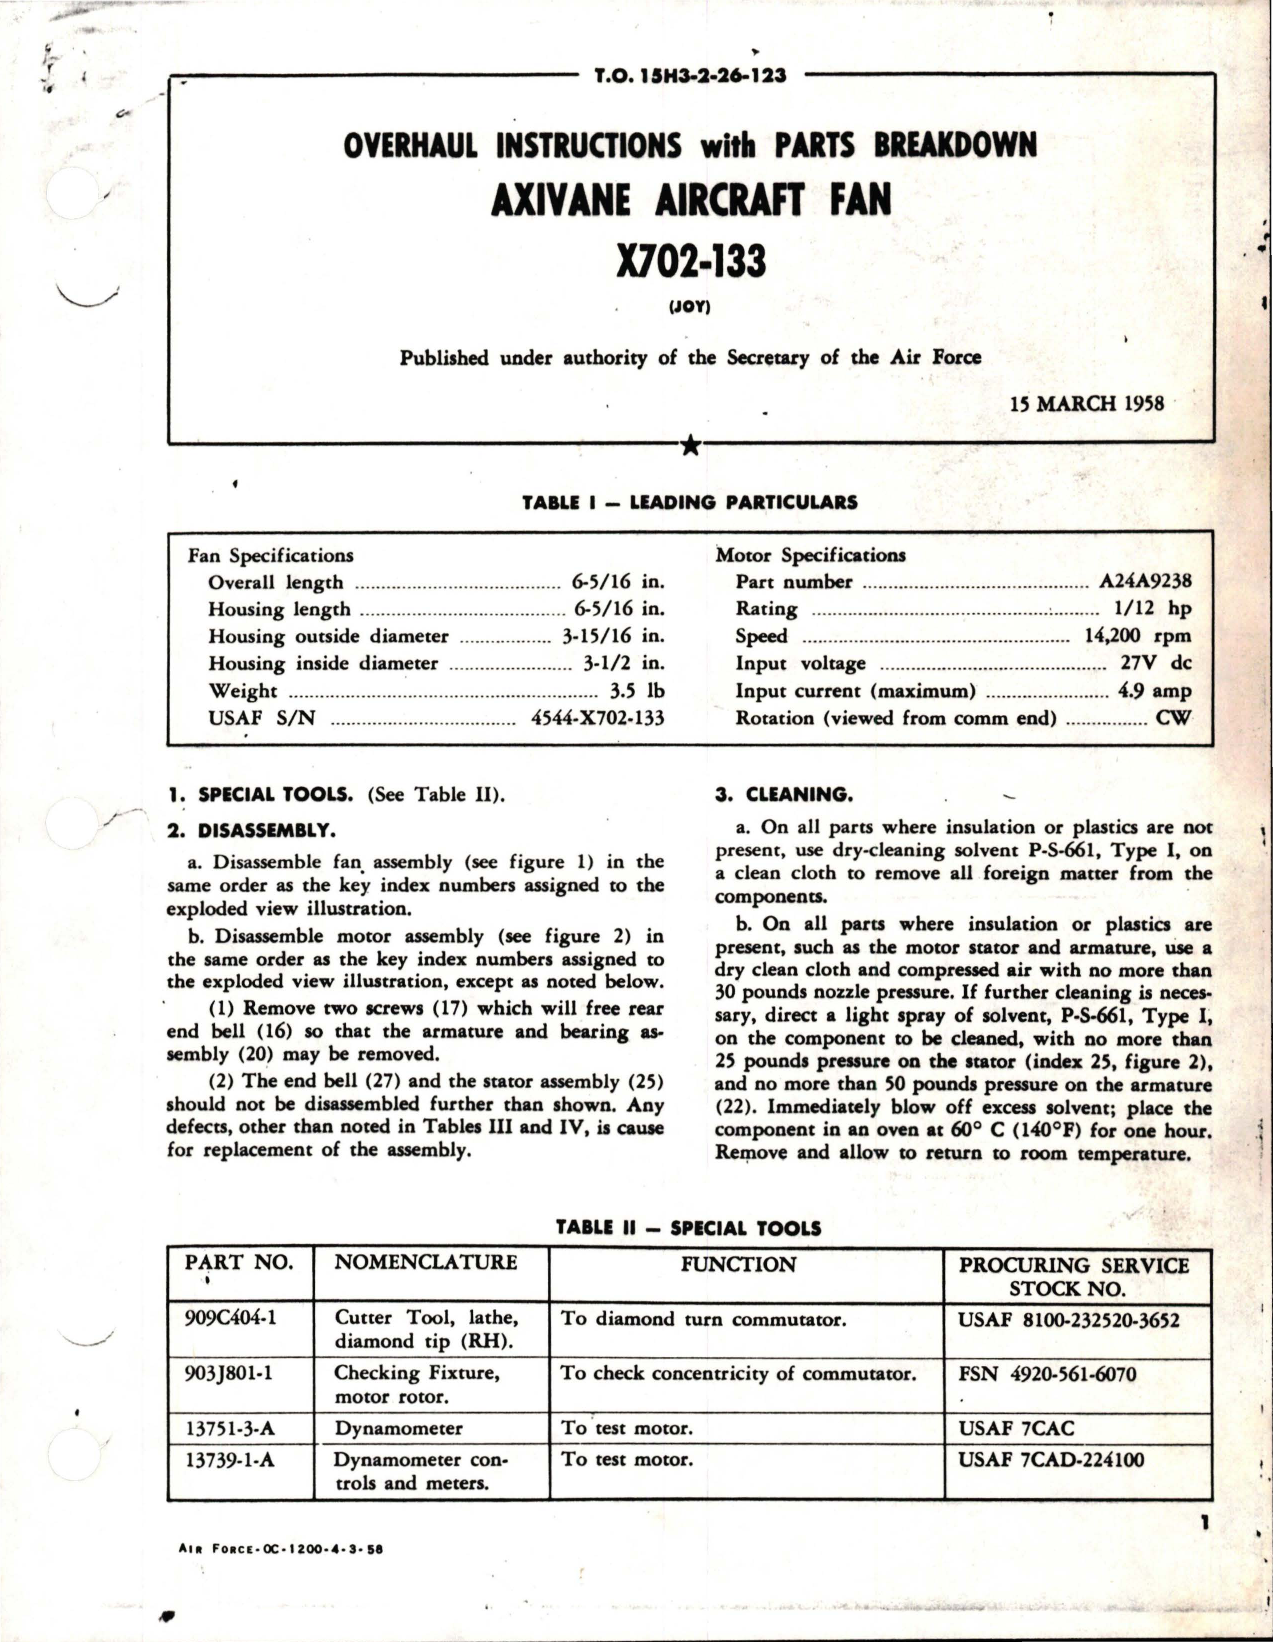 T.O. 15H3-2-26-123
OVERHAUL INSTRUCTIONS with PARTS BREAKDOWN
AXIVANE AIRCRAFT FAN
X702-133
(JOY)
Published under authority of the Secretary of the Air Force
15 MARCH 1958
TABLE I — LEADING PARTICULARS
Fan Specifications
Overall length ........ 6-5/16 in.
Housing length ........ 6-5/16 in.
Housing outside diameter ........ 3-15/16 in.
Housing inside diameter ........ 3-1/2 in.
Weight ........ 3.5 lb
USAF S/N ........ 4544-X702-133
Motor Specifications
Part number ........ A24A9238
Rating ........ 1/12 hp
Speed ........ 14,200 rpm
Input voltage ........ 27V dc
Input current (maximum) ........ 4.9 amp
Rotation (viewed from comm end) ........ CW
1. SPECIAL TOOLS. (See Table II).
2. DISASSEMBLY.
a. Disassemble fan assembly (see figure 1) in the
same order as the key index numbers assigned to the
exploded view illustration.
b. Disassemble motor assembly (see figure 2) in
the same order as the key index numbers assigned to
the exploded view illustration, except as noted below.
(1) Remove two screws (17) which will free rear
end bell (16) so that the armature and bearing as-
sembly (20) may be removed.
(2) The end bell (27) and the stator assembly (25)
should not be disassembled further than shown. Any
defects, other than noted in Tables III and IV, is cause
for replacement of the assembly.
3. CLEANING.
a. On all parts where insulation or plastics are not
present, use dry-cleaning solvent P-S-661, Type I, on
a clean cloth to remove all foreign matter from the
components.
b. On all parts where insulation or plastics are
present, such as the motor stator and armature, use a
dry clean cloth and compressed air with no more than
30 pounds nozzle pressure. If further cleaning is neces-
sary, direct a light spray of solvent, P-S-661, Type I,
on the component to be cleaned, with no more than
25 pounds pressure on the stator (index 25, figure 2),
and no more than 50 pounds pressure on the armature
(22). Immediately blow off excess solvent; place the
component in an oven at 60° C (140°F) for one hour.
Remove and allow to return to room temperature.
TABLE II — SPECIAL TOOLS
PART NO. NOMENCLATURE FUNCTION PROCURING SERVICE
STOCK NO.
909C404-1 Cutter Tool, lathe, To diamond turn commutator. USAF 8100-232520-3652
diamond tip (RH).
903J801-1 Checking Fixture, To check concentricity of commutator. FSN 4920-561-6070
motor rotor.
13751-3-A Dynamometer To test motor. USAF 7CAC
13739-1-A Dynamometer con- To test motor. USAF 7CAD-224100
trols and meters.
1
AIR FORCE-OC-1200-4-3-58